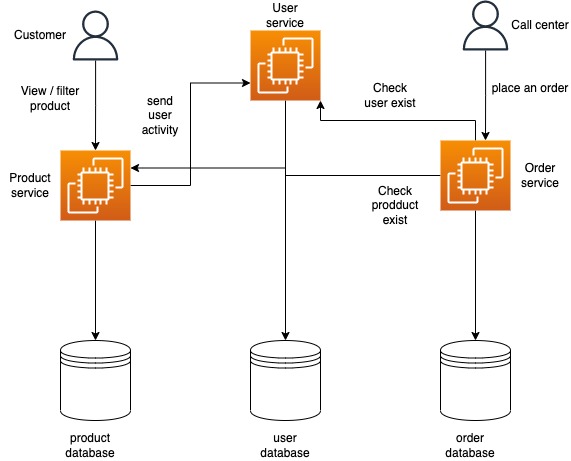 User
service
Customer
Call center
View / filter
product
send
user
activity
Check
user exist
place an order
Product
service
Check
prodduct
exist
Order
service
product
database
user
database
order
database